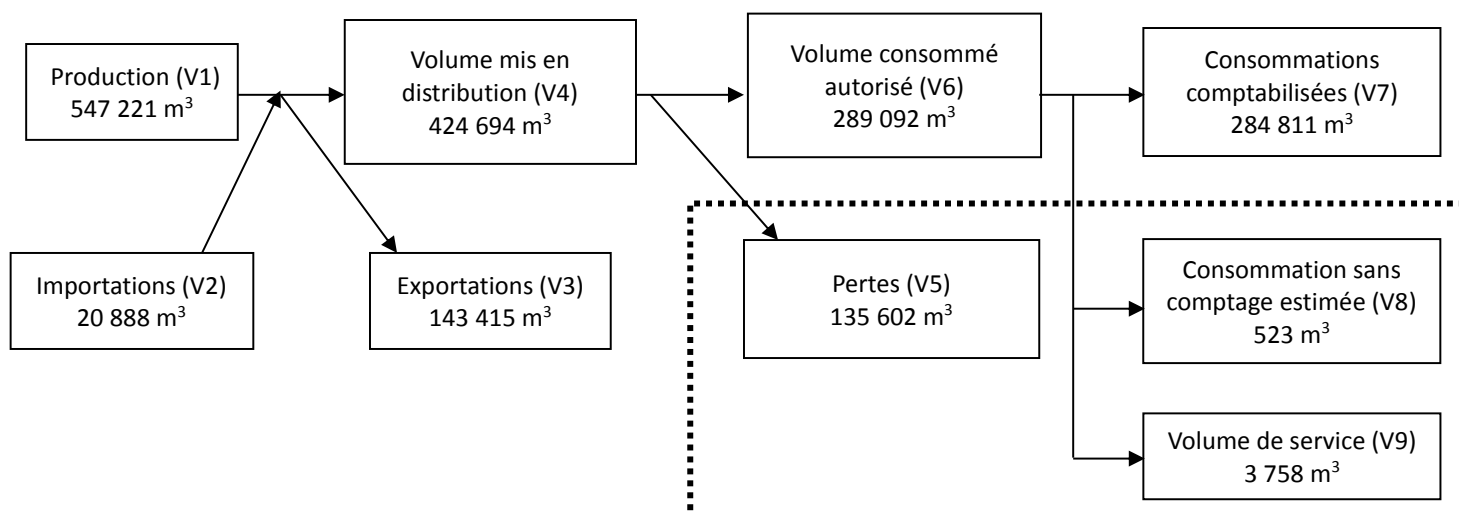 Production (V1)
547 221 m³
Volume mis en
distribution (V4)
424 694 m³
Volume consommé
autorisé (V6)
289 092 m³
Consommations
comptabilisées (V7)
284 811 m³
Importations (V2)
20 888 m³
Exportations (V3)
143 415 m³
Pertes (V5)
135 602 m³
Consommation sans
comptage estimée (V8)
523 m³
Volume de service (V9)
3 758 m³